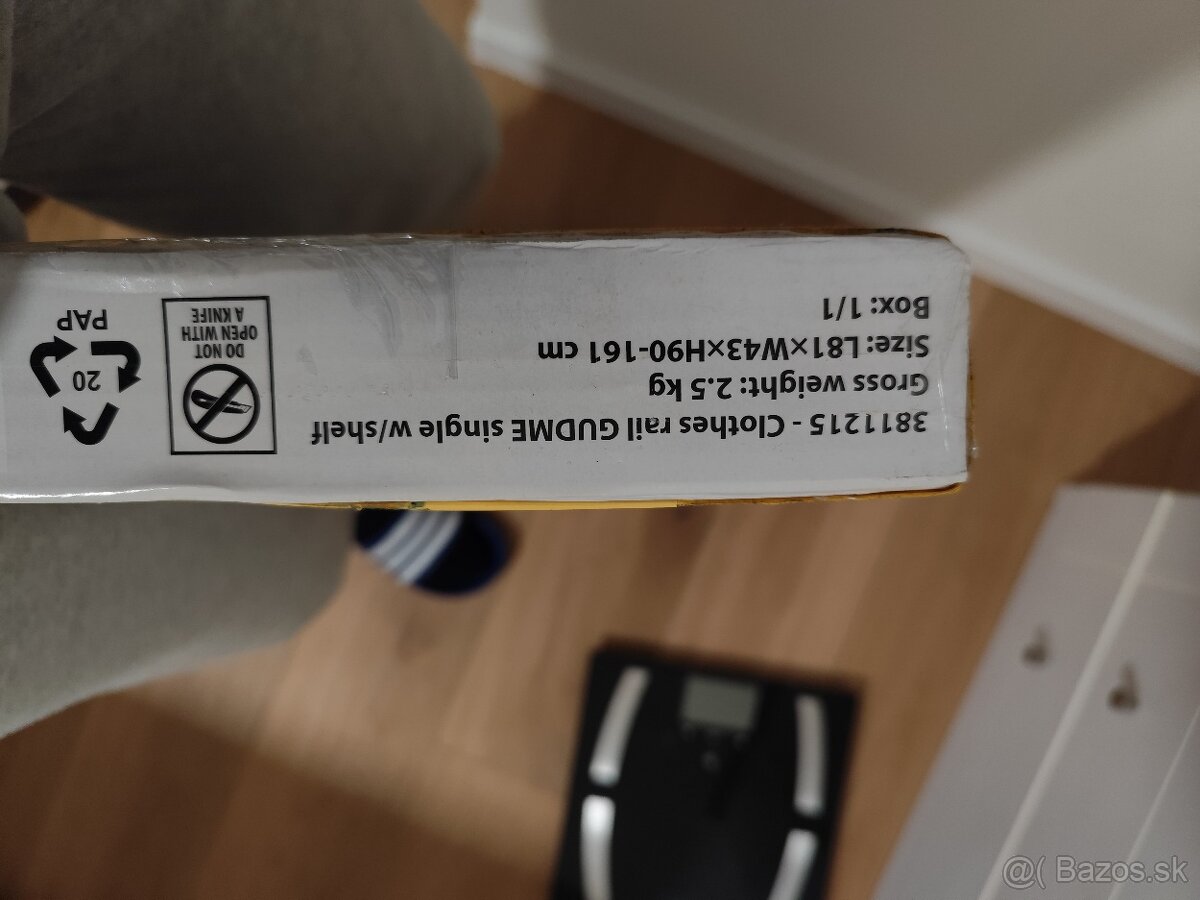 3811215 - Clothes rail GUDME single w/shelf
Gross weight: 2.5 kg
Size: L81×W43×H90-161 cm
Box: 1/1
DO NOT
OPEN WITH
A KNIFE
20
PAP
@( Bazos.sk